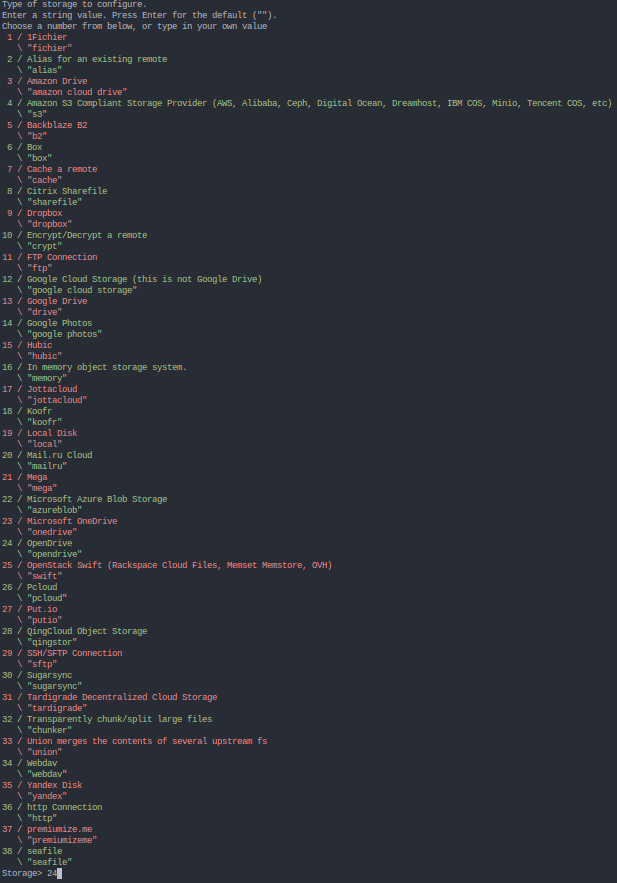 Type of storage to configure.
Enter a string value. Press Enter for the default ("").
Choose a number from below, or type in your own value
 1 / 1Fichier
   \ "fichier"
 2 / Alias for an existing remote
   \ "alias"
 3 / Amazon Drive
   \ "amazon cloud drive"
 4 / Amazon S3 Compliant Storage Provider (AWS, Alibaba, Ceph, Digital Ocean, Dreamhost, IBM COS, Minio, Tencent COS, etc)
   \ "s3"
 5 / Backblaze B2
   \ "b2"
 6 / Box
   \ "box"
 7 / Cache a remote
   \ "cache"
 8 / Citrix Sharefile
   \ "sharefile"
 9 / Dropbox
   \ "dropbox"
10 / Encrypt/Decrypt a remote
   \ "crypt"
11 / FTP Connection
   \ "ftp"
12 / Google Cloud Storage (this is not Google Drive)
   \ "google cloud storage"
13 / Google Drive
   \ "drive"
14 / Google Photos
   \ "google photos"
15 / Hubic
   \ "hubic"
16 / In memory object storage system.
   \ "memory"
17 / Jottacloud
   \ "jottacloud"
18 / Koofr
   \ "koofr"
19 / Local Disk
   \ "local"
20 / Mail.ru Cloud
   \ "mailru"
21 / Mega
   \ "mega"
22 / Microsoft Azure Blob Storage
   \ "azureblob"
23 / Microsoft OneDrive
   \ "onedrive"
24 / OpenDrive
   \ "opendrive"
25 / OpenStack Swift (Rackspace Cloud Files, Memset Memstore, OVH)
   \ "swift"
26 / Pcloud
   \ "pcloud"
27 / Put.io
   \ "putio"
28 / QingCloud Object Storage
   \ "qingstor"
29 / SSH/SFTP Connection
   \ "sftp"
30 / Sugarsync
   \ "sugarsync"
31 / Tardigrade Decentralized Cloud Storage
   \ "tardigrade"
32 / Transparently chunk/split large files
   \ "chunker"
33 / Union merges the contents of several upstream fs
   \ "union"
34 / Webdav
   \ "webdav"
35 / Yandex Disk
   \ "yandex"
36 / http Connection
   \ "http"
37 / premiumize.me
   \ "premiumizeme"
38 / seafile
   \ "seafile"
Storage> 24